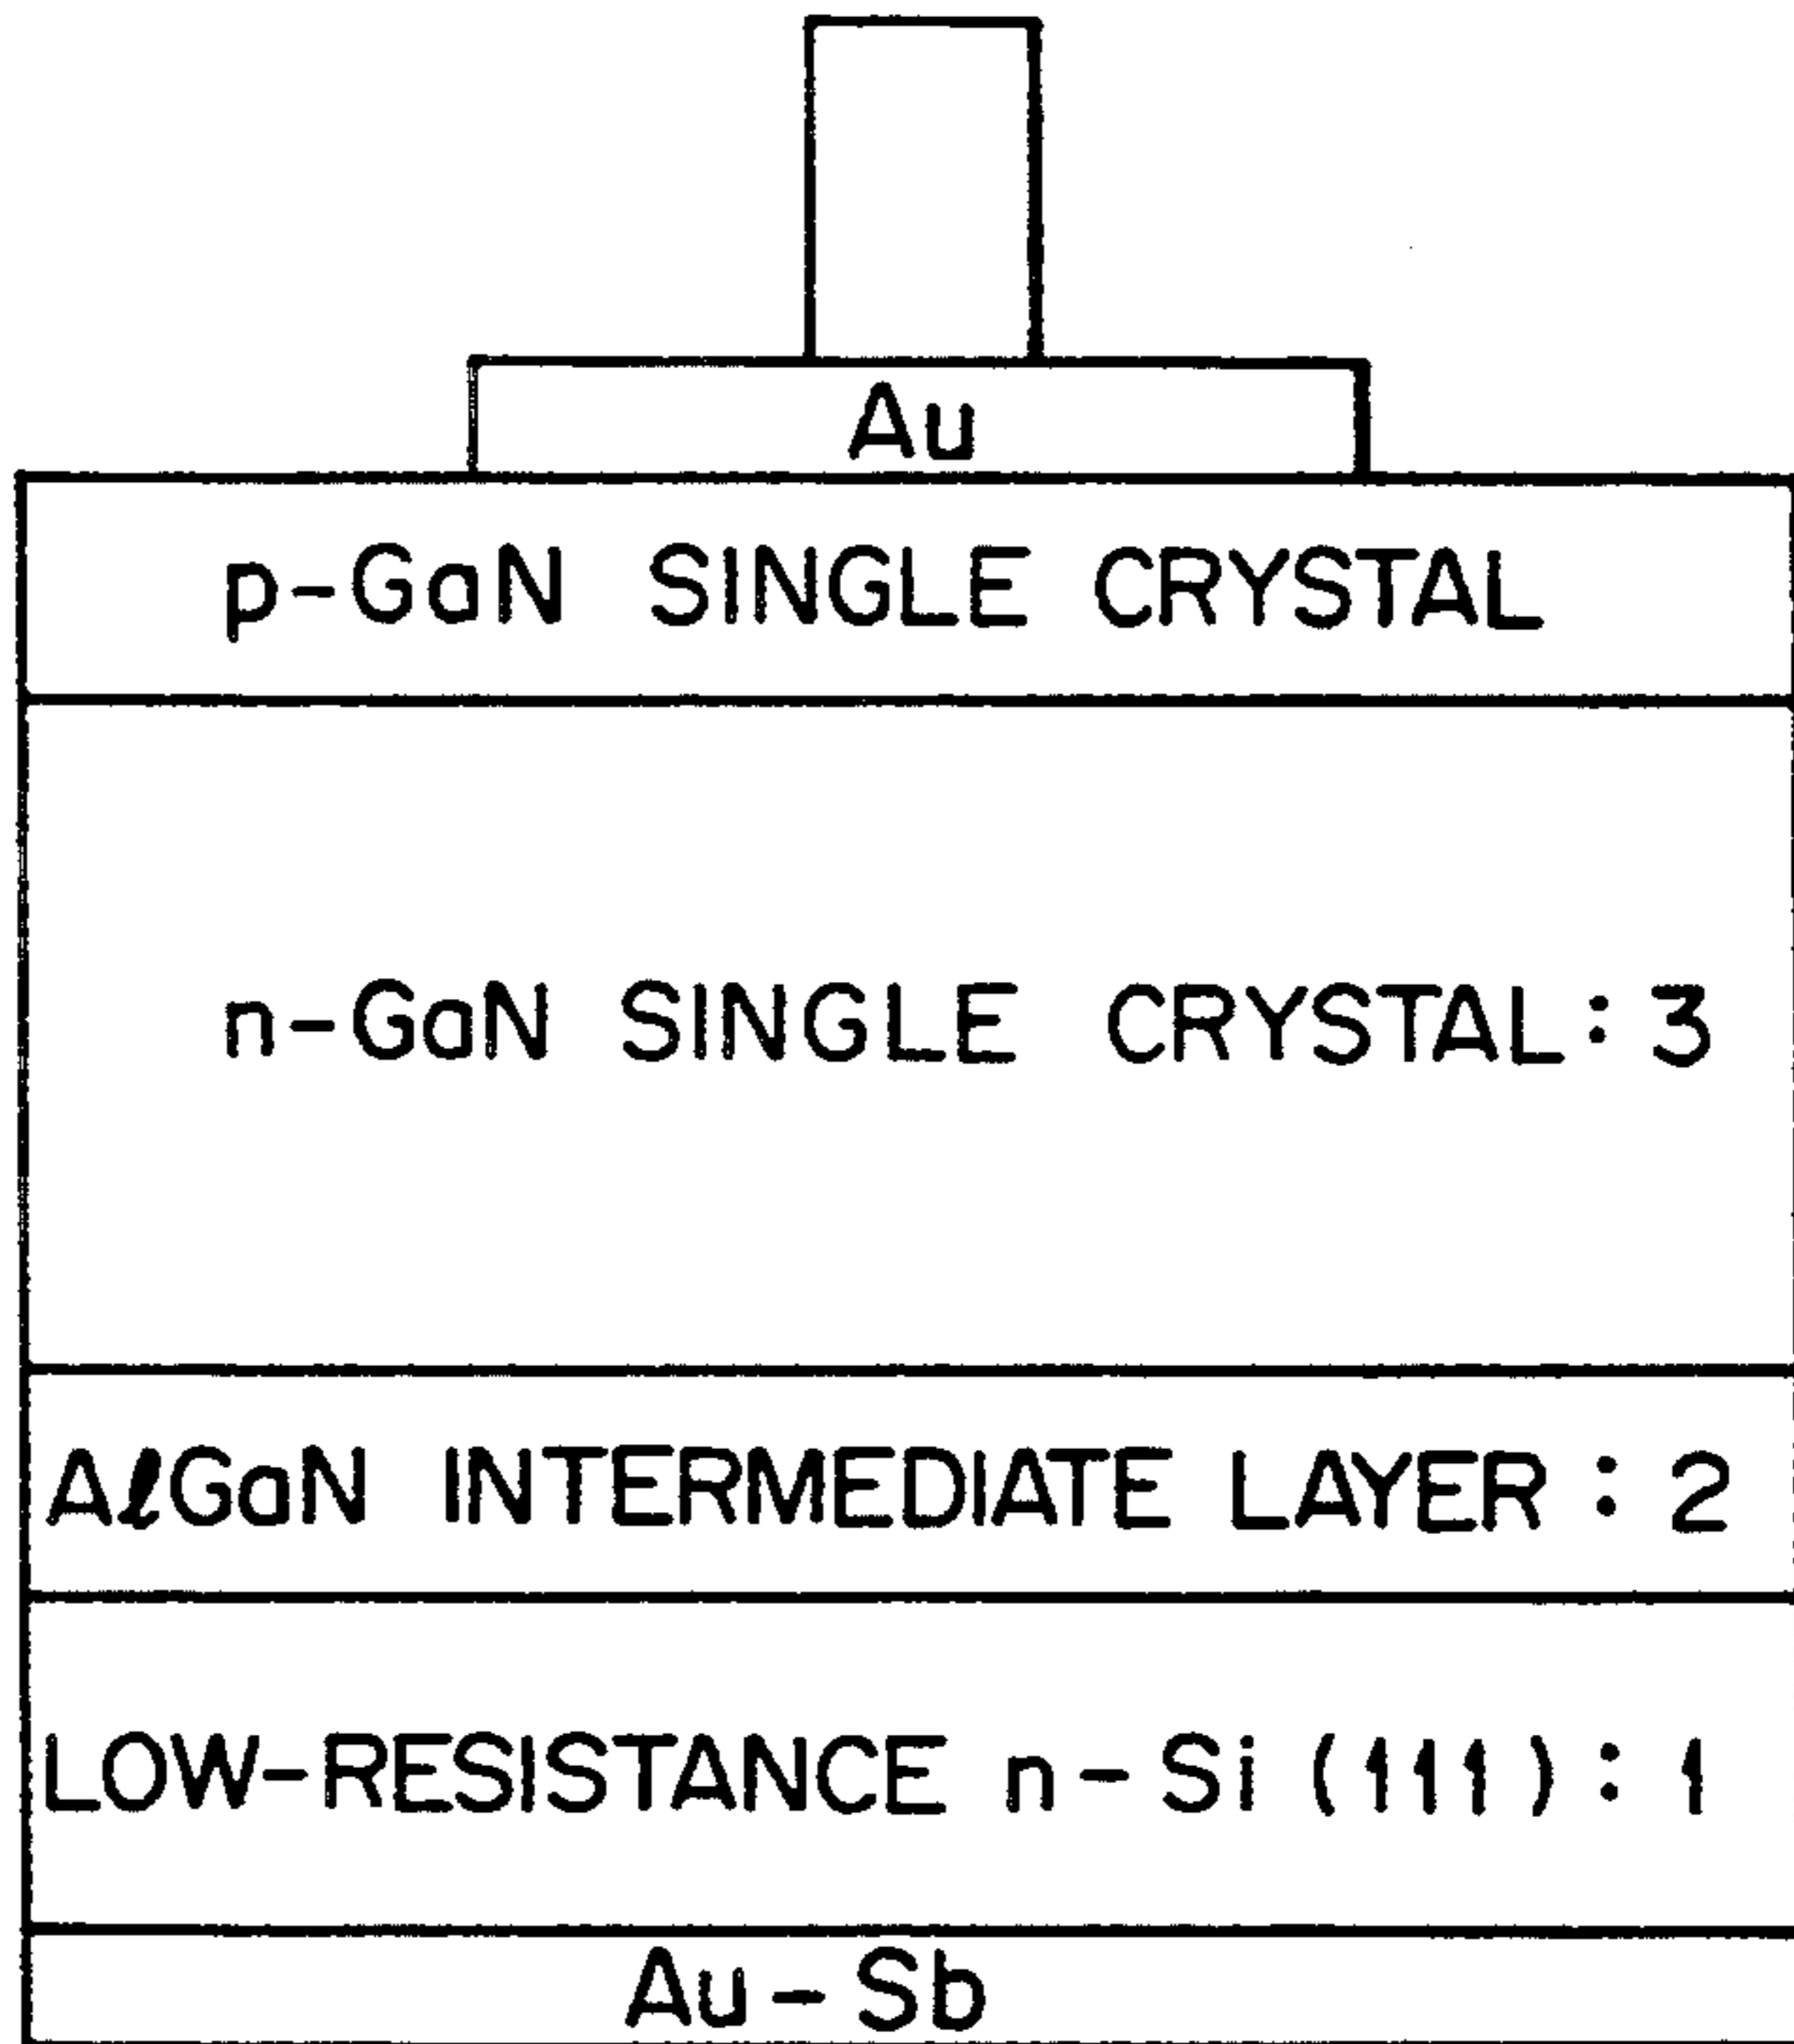 Au
p-GaN SINGLE CRYSTAL
n-GaN SINGLE CRYSTAL: 3
AℓGaN INTERMEDIATE LAYER : 2
LOW-RESISTANCE n-Si (111): 1
Au-Sb